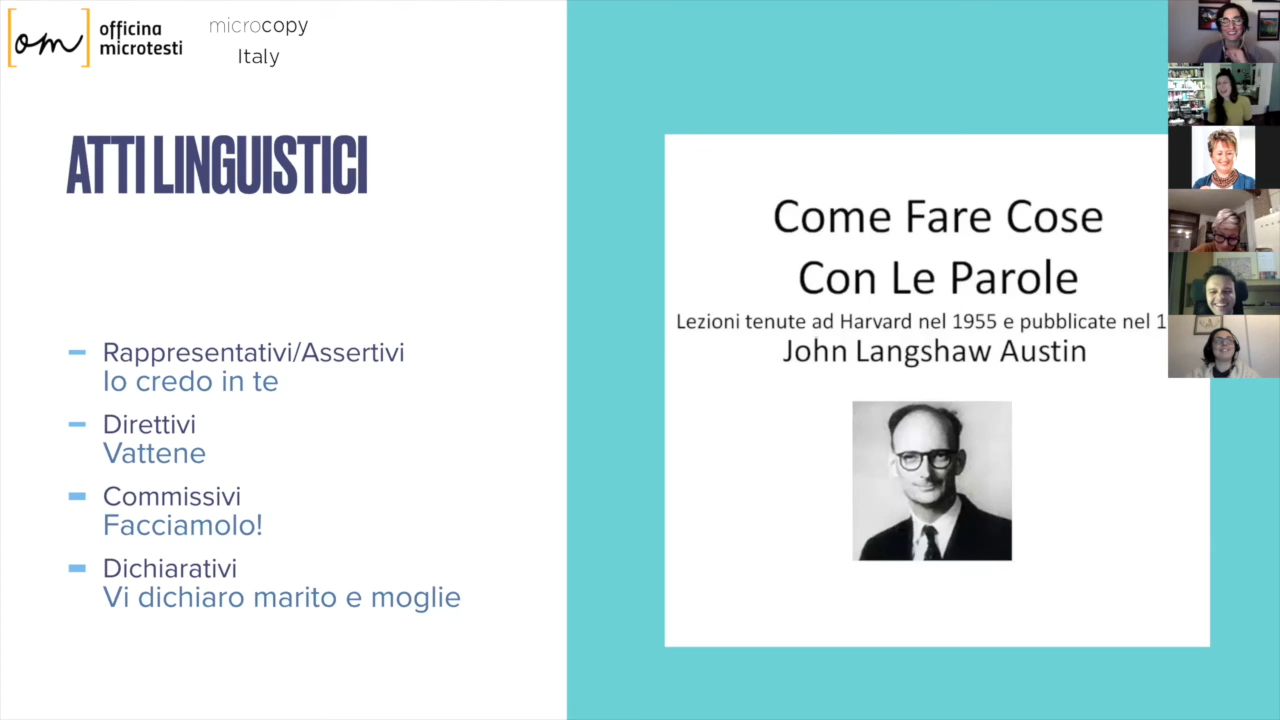 om
officina
microtesti
microcopy
Italy
ATTI LINGUISTICI
Rappresentativi/Assertivi
Io credo in te
Direttivi
Vattene
Commissivi
Facciamolo!
Dichiarativi
Vi dichiaro marito e moglie
Come Fare Cose
Con Le Parole
Lezioni tenute ad Harvard nel 1955 e pubblicate nel 1
John Langshaw Austin